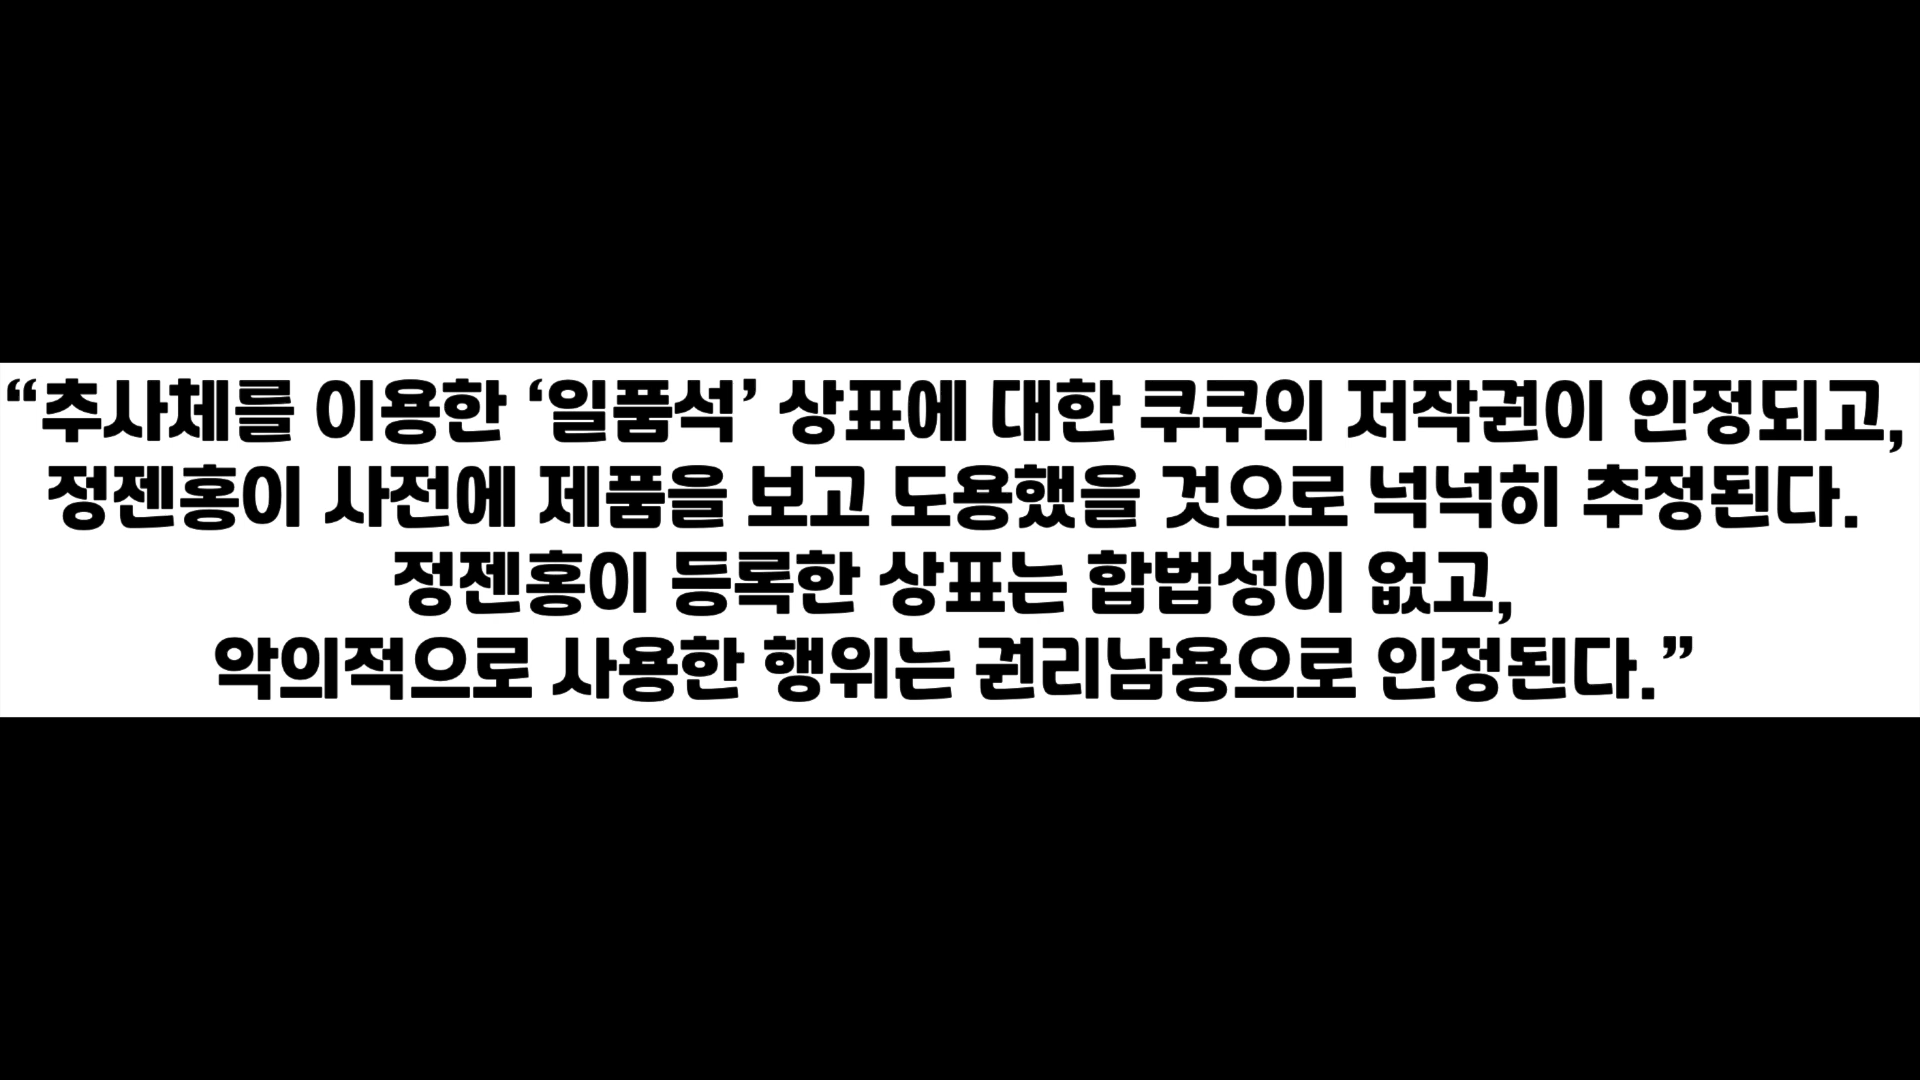 “추사체를 이용한 ‘일품석’ 상표에 대한 쿠쿠의 저작권이 인정되고,
정젠홍이 사전에 제품을 보고 도용했을 것으로 넉넉히 추정된다.
정젠홍이 등록한 상표는 합법성이 없고,
악의적으로 사용한 행위는 권리남용으로 인정된다.”